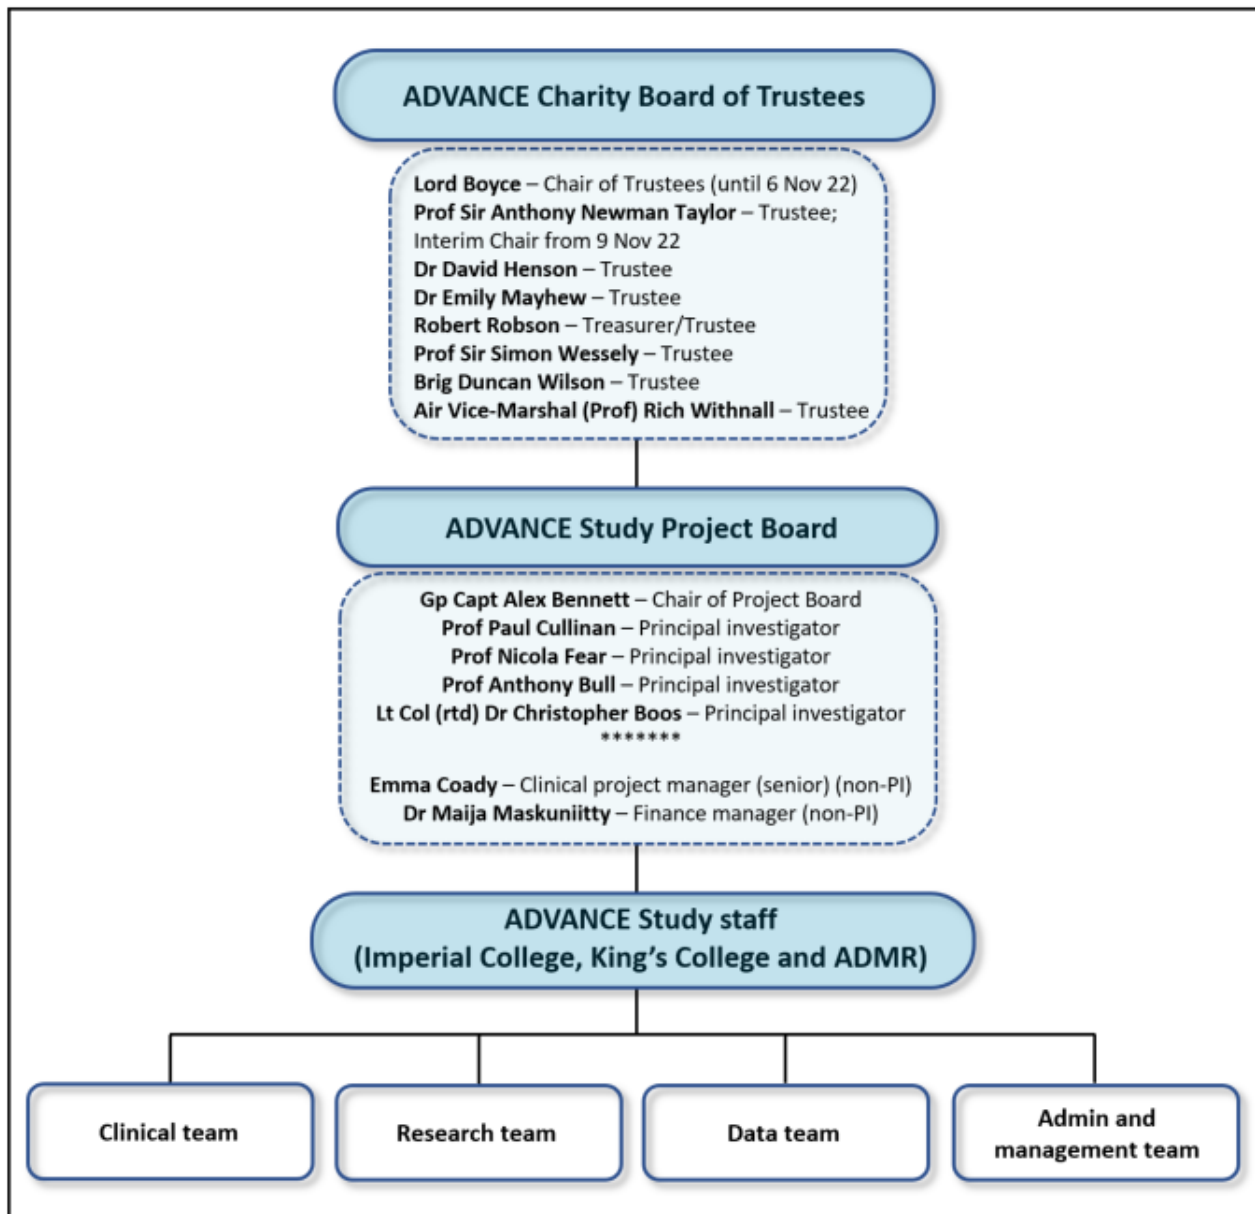 ADVANCE Charity Board of Trustees
Lord Boyce – Chair of Trustees (until 6 Nov 22)
Prof Sir Anthony Newman Taylor – Trustee;
Interim Chair from 9 Nov 22
Dr David Henson – Trustee
Dr Emily Mayhew – Trustee
Robert Robson – Treasurer/Trustee
Prof Sir Simon Wessely – Trustee
Brig Duncan Wilson – Trustee
Air Vice-Marshal (Prof) Rich Withnall – Trustee
ADVANCE Study Project Board
Gp Capt Alex Bennett – Chair of Project Board
Prof Paul Cullinan – Principal investigator
Prof Nicola Fear – Principal investigator
Prof Anthony Bull – Principal investigator
Lt Col (rtd) Dr Christopher Boos – Principal investigator
*******
Emma Coady – Clinical project manager (senior) (non-PI)
Dr Maija Maskuniitty – Finance manager (non-PI)
ADVANCE Study staff
(Imperial College, King's College and ADMR)
Clinical team
Research team
Data team
Admin and
management team